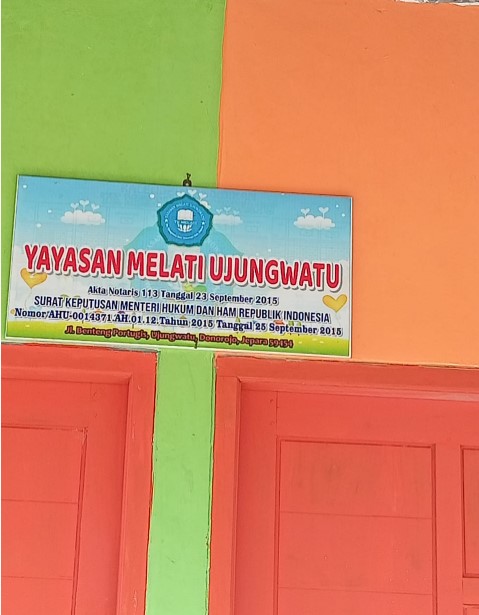 YAYASAN MELATI UJUNGWATU
Akta Notaris 113 Tanggal 23 September 2015
SURAT KEPUTUSAN MENTERI HUKUM DAN HAM REPUBLIK INDONESIA
Nomor AHU-0014371.AH.01.12.Tahun 2015 Tanggal 25 September 2015
Jl. Benteng Portugis, Ujungwatu, Donorojo, Jepara 59454